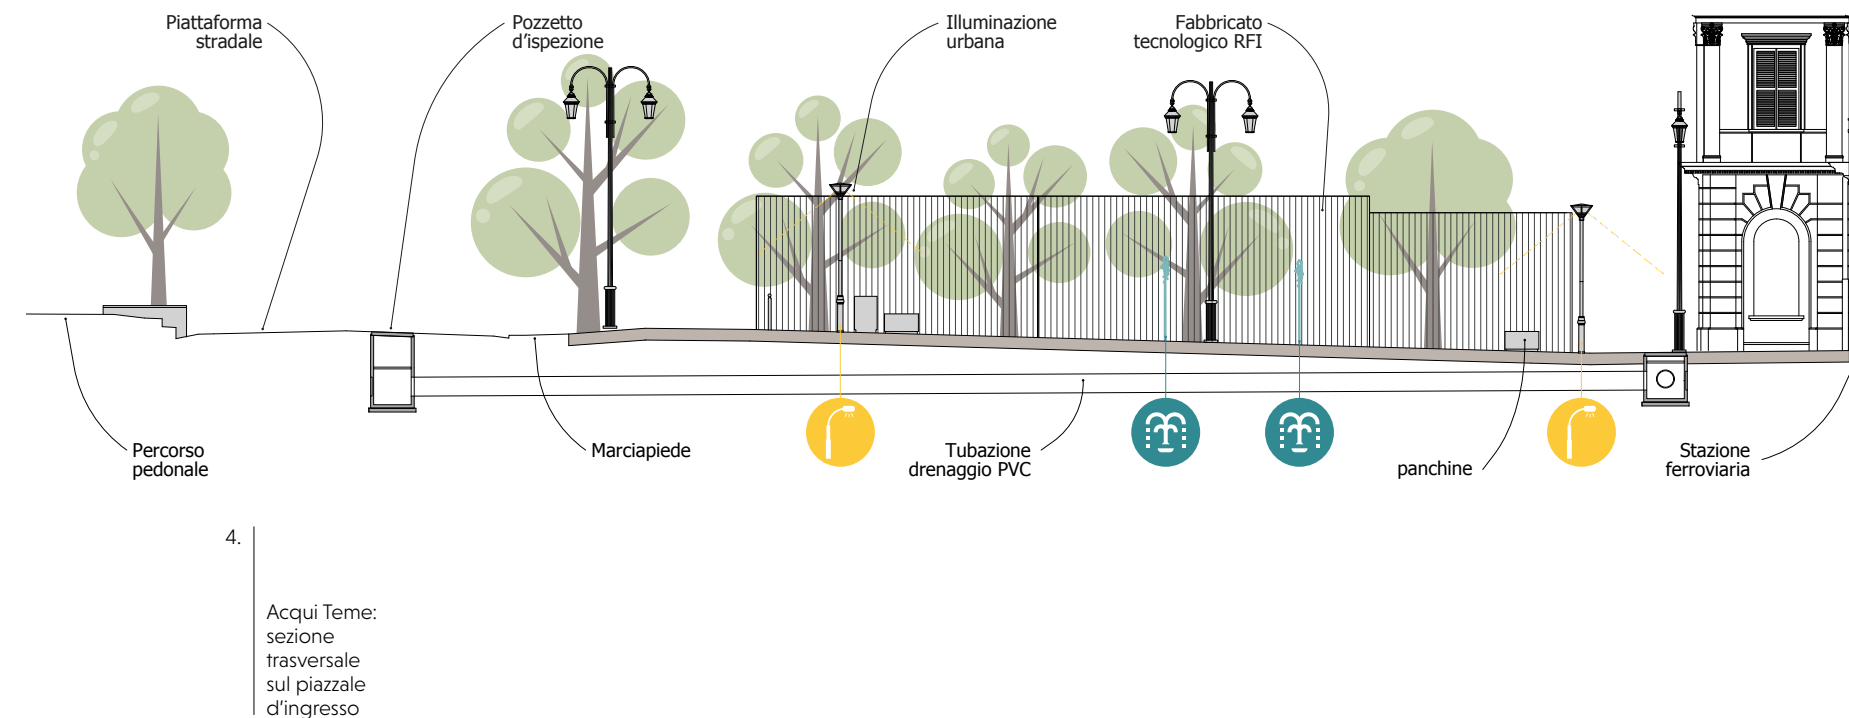 Piattaforma
stradale
Pozzetto
d'ispezione
Illuminazione
urbana
Fabbricato
tecnologico RFI
Percorso
pedonale
Marciapiede
Tubazione
drenaggio PVC
panchine
Stazione
ferroviaria
4.
Acqui Teme:
sezione
trasversale
sul piazzale
d'ingresso